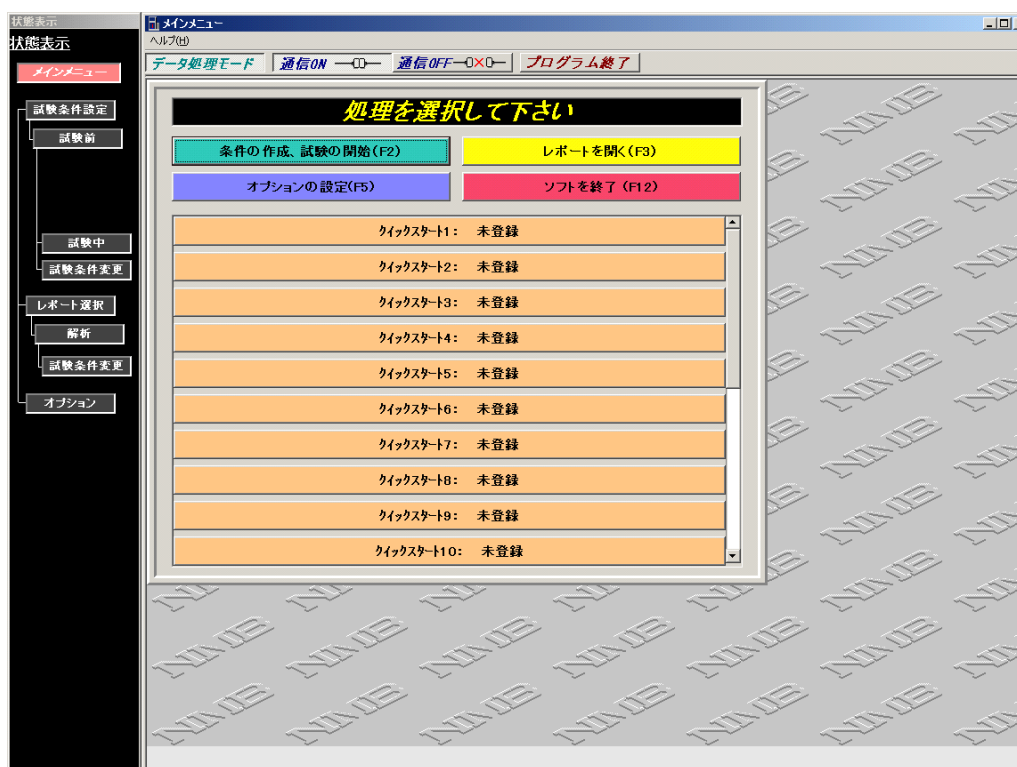 状態表示
状態表示
メインメニュー
試験条件設定
試験前
試験中
試験条件変更
レポート選択
解析
試験条件変更
オプション
メインメニュー
ヘルプ(H)
データ処理モード 通信ON 通信OFF プログラム終了
処理を選択して下さい
条件の作成、試験の開始(F2) レポートを開く(F3)
オプションの設定(F5) ソフトを終了 (F12)
クイックスタート1: 未登録
クイックスタート2: 未登録
クイックスタート3: 未登録
クイックスタート4: 未登録
クイックスタート5: 未登録
クイックスタート6: 未登録
クイックスタート7: 未登録
クイックスタート8: 未登録
クイックスタート9: 未登録
クイックスタート10: 未登録